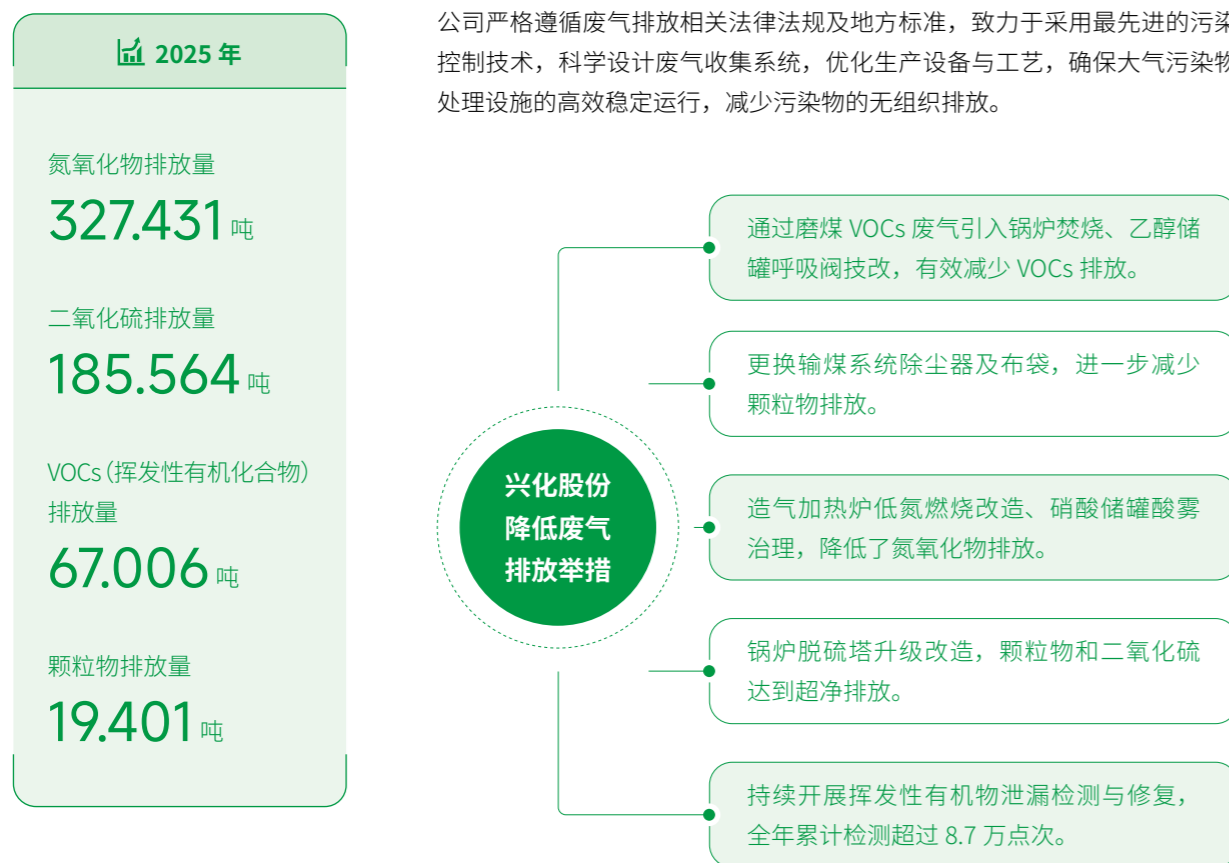 2025 年
氮氧化物排放量
327.431 吨
二氧化硫排放量
185.564 吨
VOCs（挥发性有机化合物）
排放量
67.006 吨
颗粒物排放量
19.401 吨
公司严格遵循废气排放相关法律法规及地方标准，致力于采用最先进的污染
控制技术，科学设计废气收集系统，优化生产设备与工艺，确保大气污染物
处理设施的高效稳定运行，减少污染物的无组织排放。
兴化股份
降低废气
排放举措
通过磨煤 VOCs 废气引入锅炉焚烧、乙醇储
罐呼吸阀技改，有效减少 VOCs 排放。
更换输煤系统除尘器及布袋，进一步减少
颗粒物排放。
造气加热炉低氮燃烧改造、硝酸储罐酸雾
治理，降低了氮氧化物排放。
锅炉脱硫塔升级改造，颗粒物和二氧化硫
达到超净排放。
持续开展挥发性有机物泄漏检测与修复，
全年累计检测超过 8.7 万点次。